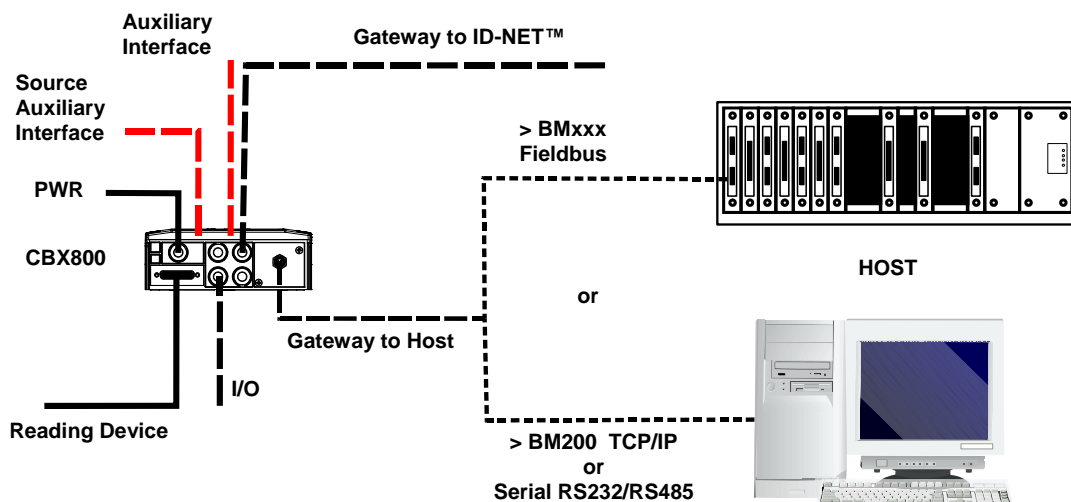 Auxiliary
Interface
Gateway to ID-NET™
Source
Auxiliary
Interface
> BMxxx
Fieldbus
PWR
CBX800
HOST
or
Gateway to Host
I/O
Reading Device
> BM200 TCP/IP
or
Serial RS232/RS485